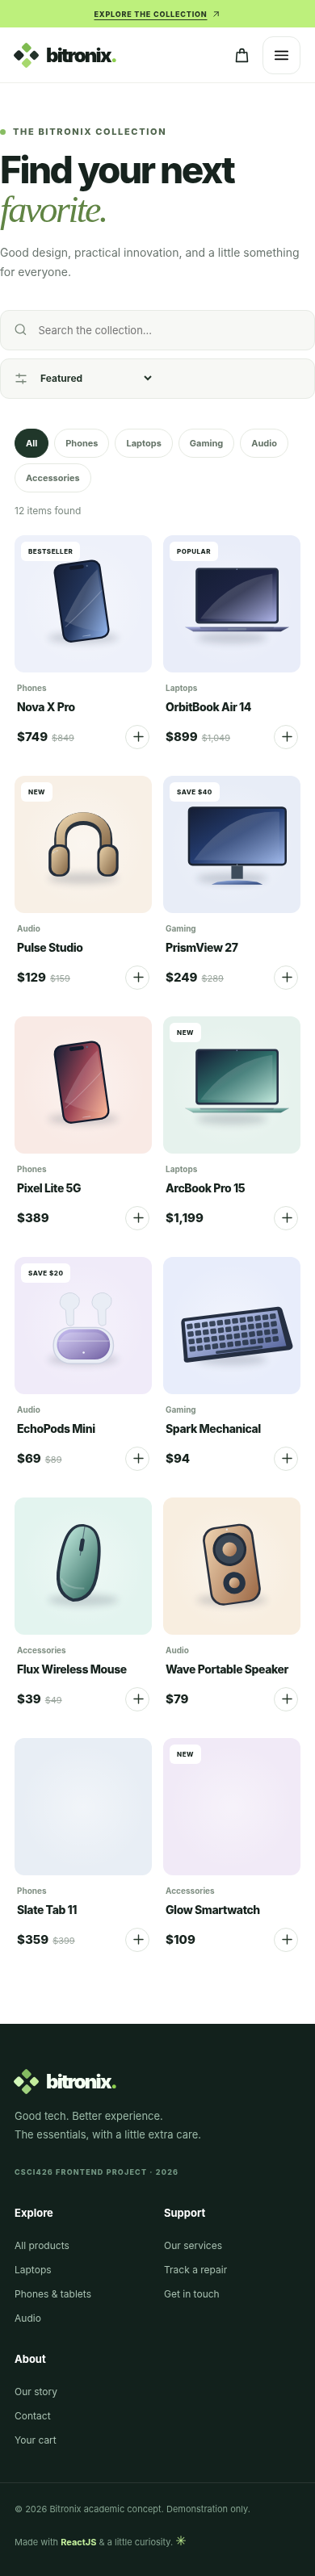 EXPLORE THE COLLECTION ↗
bitronix.
THE BITRONIX COLLECTION
Find your next
favorite.
Good design, practical innovation, and a little something
for everyone.
Search the collection...
Featured
All Phones Laptops Gaming Audio
Accessories
12 items found
BESTSELLER
Phones
Nova X Pro
$749 $849
POPULAR
Laptops
OrbitBook Air 14
$899 $1,049
NEW
Audio
Pulse Studio
$129 $159
SAVE $40
Gaming
PrismView 27
$249 $289
Phones
Pixel Lite 5G
$389
NEW
Laptops
ArcBook Pro 15
$1,199
SAVE $20
Audio
EchoPods Mini
$69 $89
Gaming
Spark Mechanical
$94
Accessories
Flux Wireless Mouse
$39 $49
Audio
Wave Portable Speaker
$79
Phones
Slate Tab 11
$359 $399
NEW
Accessories
Glow Smartwatch
$109
bitronix.
Good tech. Better experience.
The essentials, with a little extra care.
CSCI426 FRONTEND PROJECT · 2026
Explore
All products
Laptops
Phones & tablets
Audio
Support
Our services
Track a repair
Get in touch
About
Our story
Contact
Your cart
© 2026 Bitronix academic concept. Demonstration only.
Made with ReactJS & a little curiosity. ✳